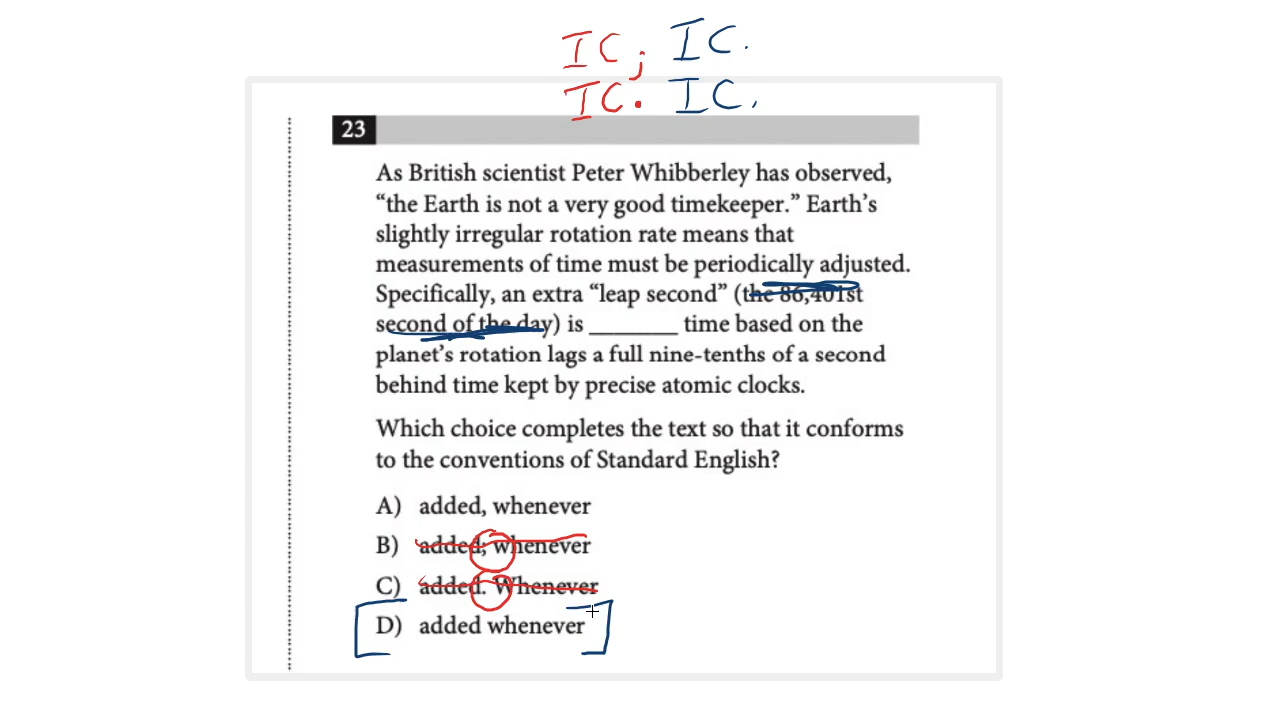 IC; IC.
IC. IC.
23
As British scientist Peter Whibberley has observed,
“the Earth is not a very good timekeeper.” Earth’s
slightly irregular rotation rate means that
measurements of time must be periodically adjusted.
Specifically, an extra “leap second” (the 86,401st
second of the day) is _______ time based on the
planet’s rotation lags a full nine-tenths of a second
behind time kept by precise atomic clocks.
Which choice completes the text so that it conforms
to the conventions of Standard English?
A) added, whenever
B) added; whenever
C) added. Whenever
D) added whenever